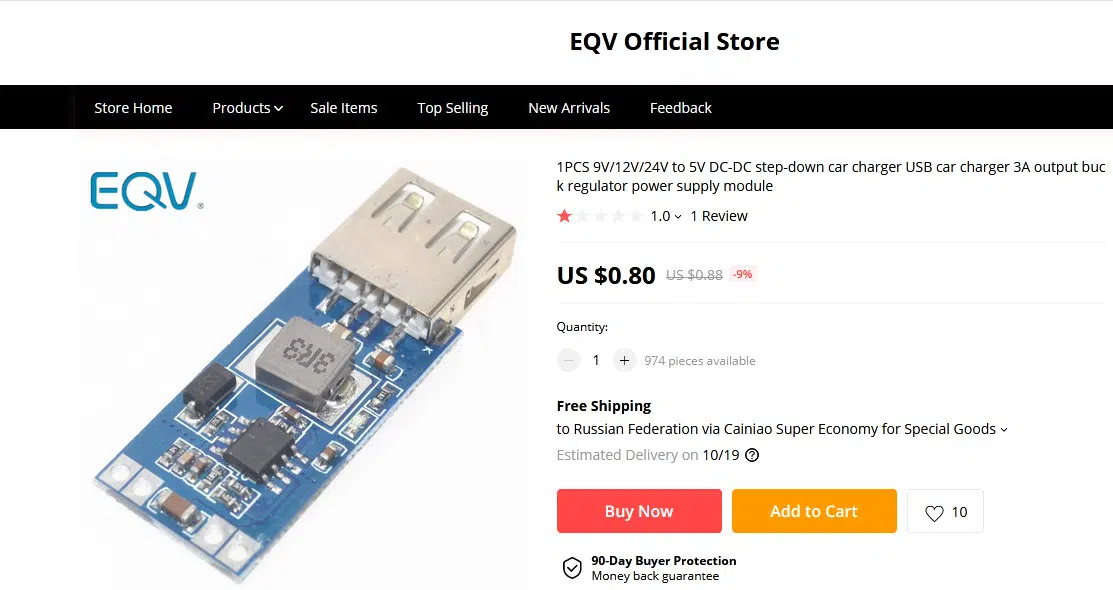 EQV Official Store
Store Home Products Sale Items Top Selling New Arrivals Feedback
EQV®
1PCS 9V/12V/24V to 5V DC-DC step-down car charger USB car charger 3A output buc
k regulator power supply module
1.0 1 Review
US $0.80 US $0.88 -9%
Quantity:
1 974 pieces available
Free Shipping
to Russian Federation via Cainiao Super Economy for Special Goods
Estimated Delivery on 10/19
Buy Now Add to Cart 10
90-Day Buyer Protection
Money back guarantee